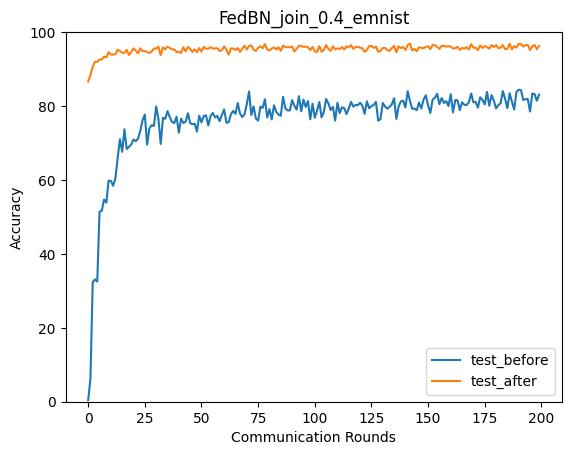 FedBN_join_0.4_emnist
100
80
60
40
20
0
Accuracy
0 25 50 75 100 125 150 175 200
Communication Rounds
test_before
test_after